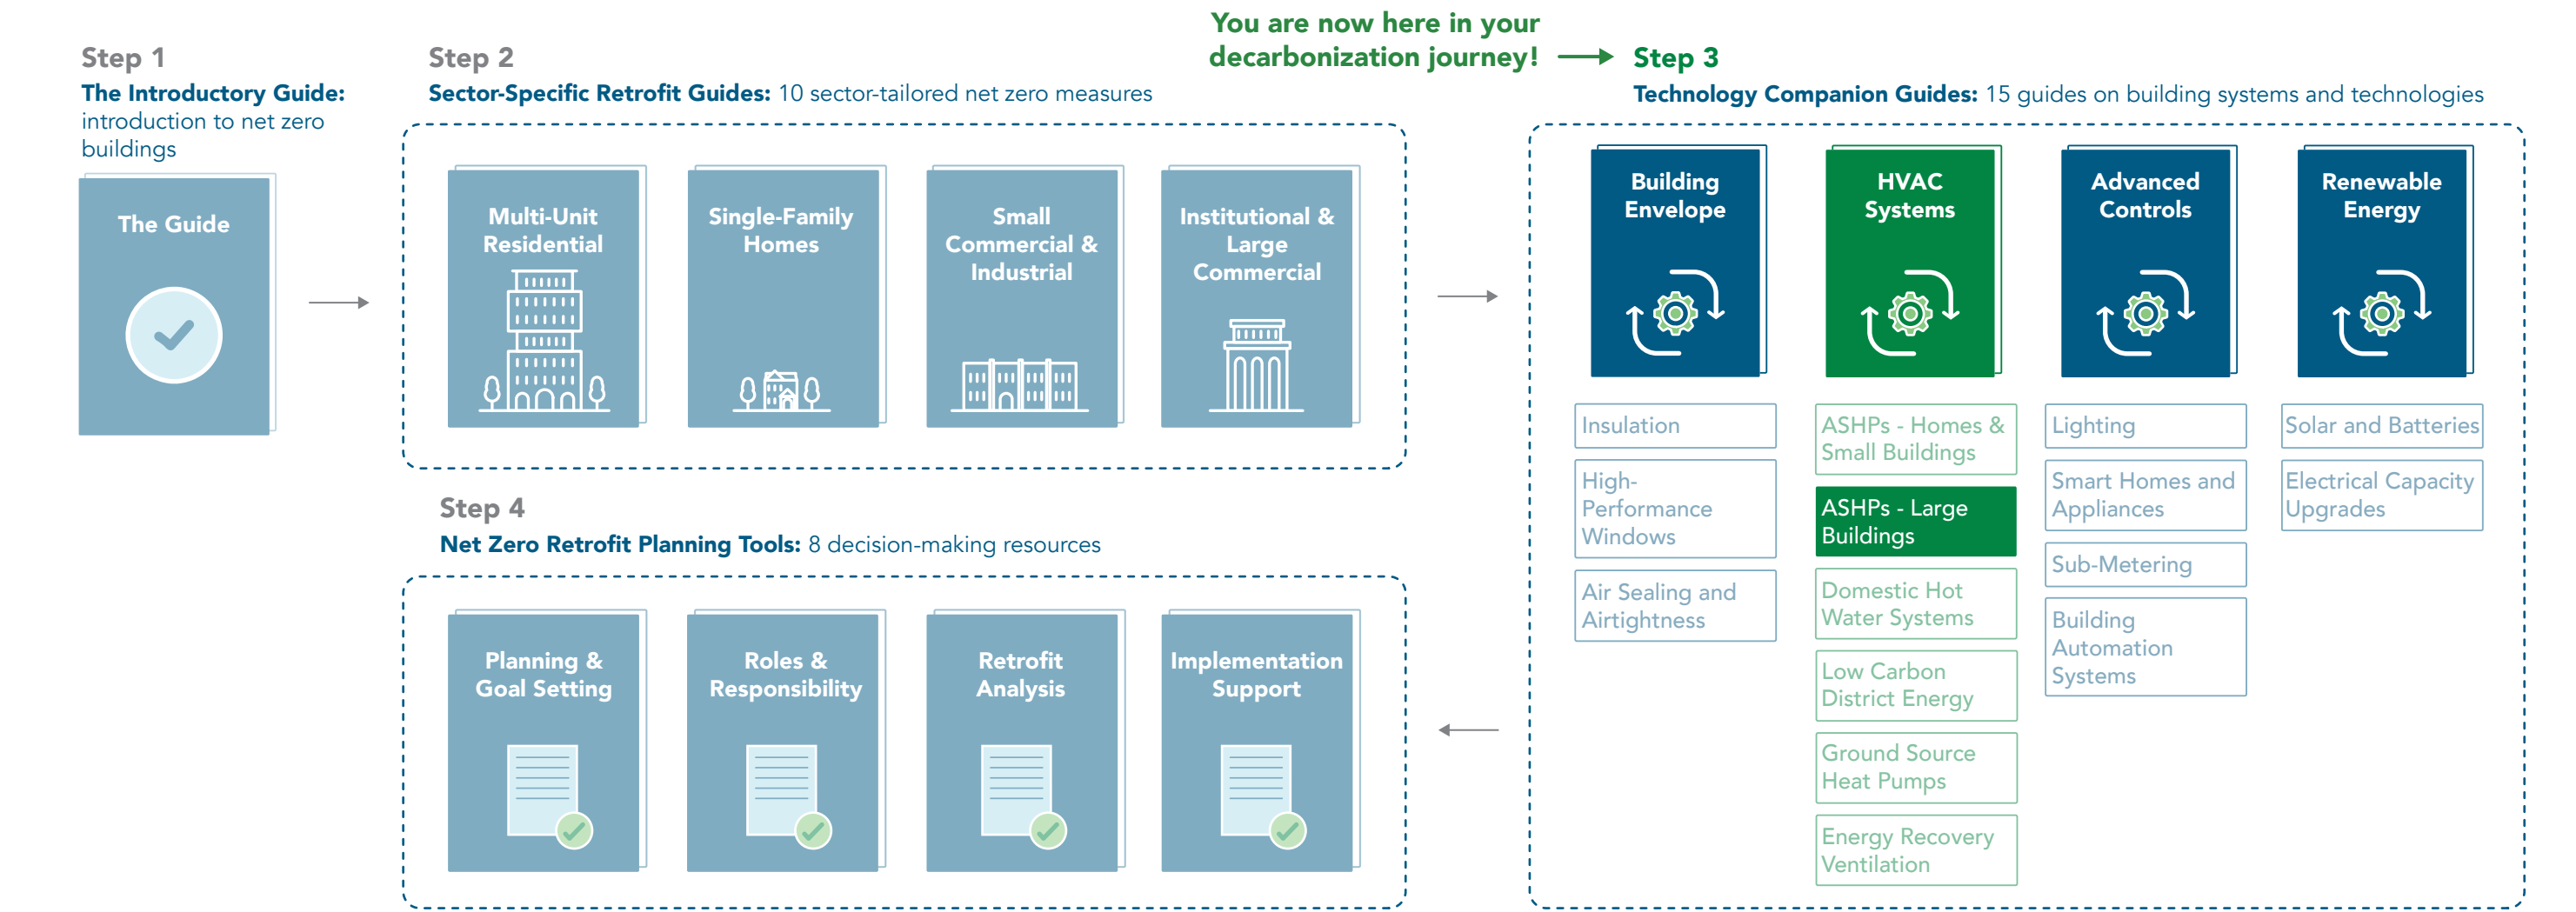 You are now here in your
decarbonization journey!
Step 1
The Introductory Guide:
introduction to net zero
buildings
The Guide
Step 2
Sector-Specific Retrofit Guides: 10 sector-tailored net zero measures
Multi-Unit
Residential
Single-Family
Homes
Small
Commercial &
Industrial
Institutional &
Large
Commercial
Step 3
Technology Companion Guides: 15 guides on building systems and technologies
Building
Envelope
Insulation
High-
Performance
Windows
Air Sealing and
Airtightness
HVAC
Systems
ASHPs - Homes &
Small Buildings
ASHPs - Large
Buildings
Domestic Hot
Water Systems
Low Carbon
District Energy
Ground Source
Heat Pumps
Energy Recovery
Ventilation
Advanced
Controls
Lighting
Smart Homes and
Appliances
Sub-Metering
Building
Automation
Systems
Renewable
Energy
Solar and Batteries
Electrical Capacity
Upgrades
Step 4
Net Zero Retrofit Planning Tools: 8 decision-making resources
Planning &
Goal Setting
Roles &
Responsibility
Retrofit
Analysis
Implementation
Support